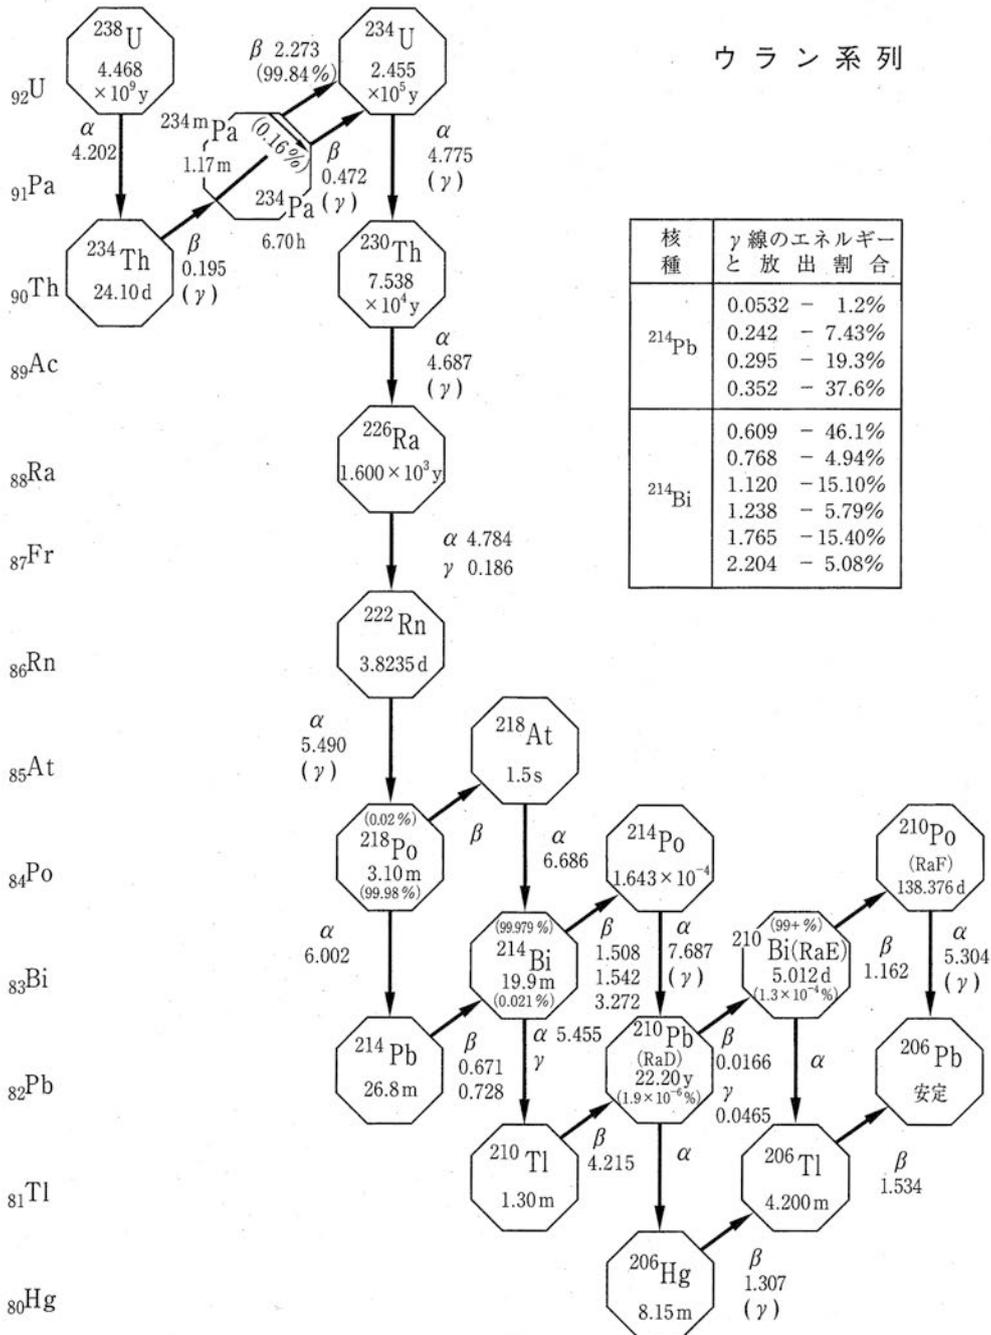 ウラン系列
92U
91Pa
90Th
89Ac
88Ra
87Fr
86Rn
85At
84Po
83Bi
82Pb
81Tl
80Hg
238U
4.468
×10⁹y
α
4.202
234Th
24.10d
β
0.195
(γ)
234mPa
1.17m
(0.16%)
234Pa
6.70h
β 2.273
(99.84%)
β
0.472
(γ)
234U
2.455
×10⁵y
α
4.775
(γ)
230Th
7.538
×10⁴y
α
4.687
(γ)
226Ra
1.600×10³y
α 4.784
γ 0.186
222Rn
3.8235d
α
5.490
(γ)
(0.02%)
218Po
3.10m
(99.98%)
β
α
6.002
218At
1.5s
α
6.686
214Pb
26.8m
β
0.671
0.728
(99.979%)
214Bi
19.9m
(0.021%)
β
1.508
1.542
3.272
α 5.455
γ
214Po
1.643×10⁻⁴
α
7.687
(γ)
210Tl
1.30m
β
4.215
210Pb
(RaD)
22.20y
(1.9×10⁻⁶%)
β
0.0166
γ
0.0465
α
(99+%)
210Bi(RaE)
5.012d
(1.3×10⁻⁴%)
β
1.162
α
210Po
(RaF)
138.376d
α
5.304
(γ)
206Hg
8.15m
β
1.307
(γ)
206Tl
4.200m
β
1.534
206Pb
安定
核種 γ線のエネルギーと放出割合
214Pb
0.0532 － 1.2%
0.242 － 7.43%
0.295 － 19.3%
0.352 － 37.6%
214Bi
0.609 － 46.1%
0.768 － 4.94%
1.120 － 15.10%
1.238 － 5.79%
1.765 － 15.40%
2.204 － 5.08%